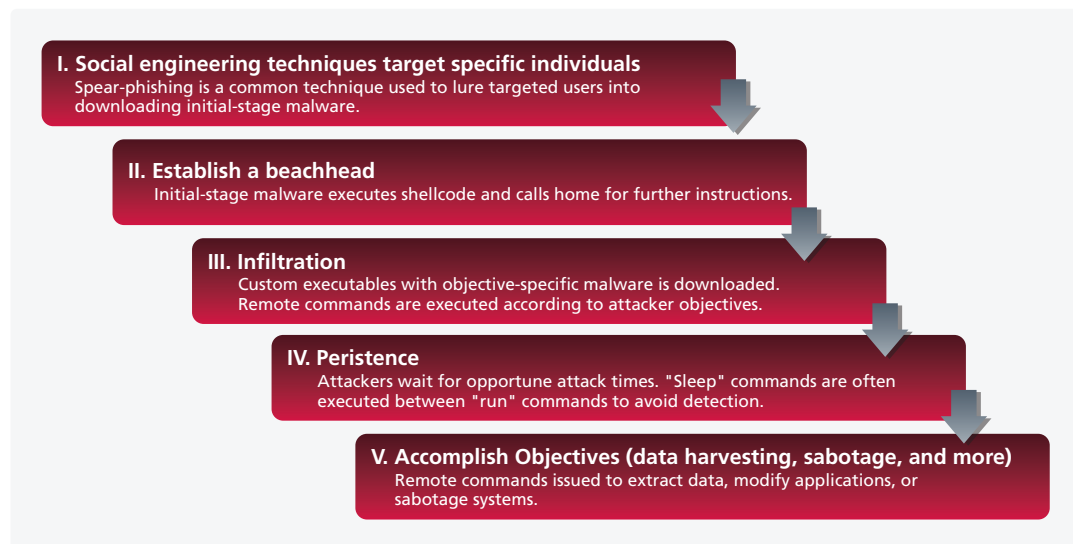 I. Social engineering techniques target specific individuals
Spear-phishing is a common technique used to lure targeted users into
downloading initial-stage malware.
II. Establish a beachhead
Initial-stage malware executes shellcode and calls home for further instructions.
III. Infiltration
Custom executables with objective-specific malware is downloaded.
Remote commands are executed according to attacker objectives.
IV. Peristence
Attackers wait for opportune attack times. "Sleep" commands are often
executed between "run" commands to avoid detection.
V. Accomplish Objectives (data harvesting, sabotage, and more)
Remote commands issued to extract data, modify applications, or
sabotage systems.